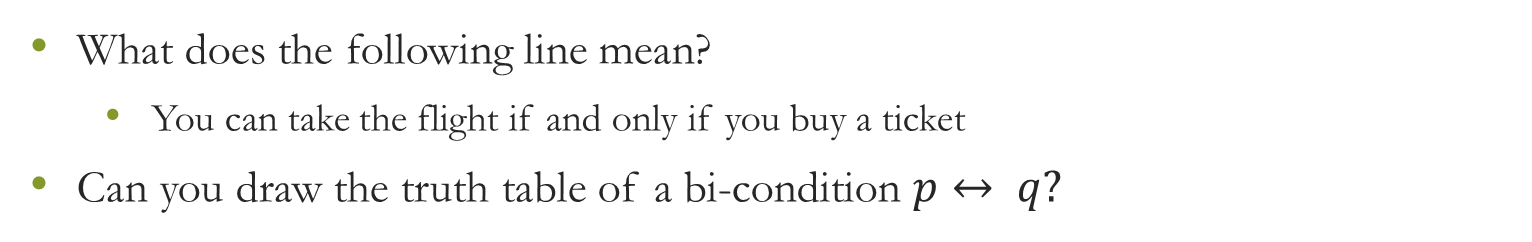 • What does the following line mean?
• You can take the flight if and only if you buy a ticket
• Can you draw the truth table of a bi-condition 𝑝 ↔ 𝑞?